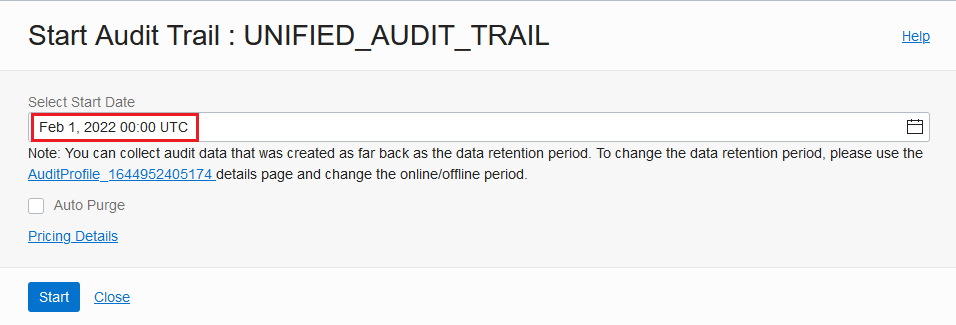 Start Audit Trail : UNIFIED_AUDIT_TRAIL
Help
Select Start Date
Feb 1, 2022 00:00 UTC
Note: You can collect audit data that was created as far back as the data retention period. To change the data retention period, please use the
AuditProfile_1644952405174 details page and change the online/offline period.
Auto Purge
Pricing Details
Start
Close